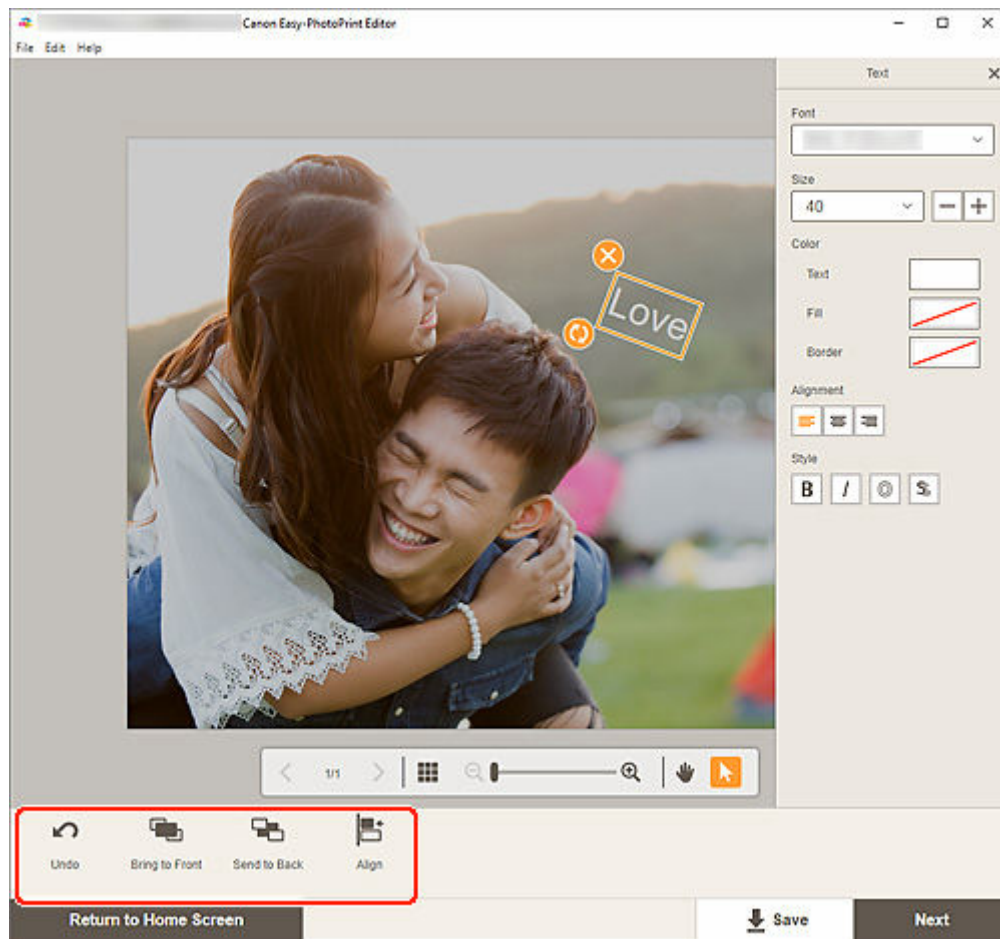 Canon Easy-PhotoPrint Editor
File Edit Help
Text
Font
Size
40
Color
Text
Fill
Border
Alignment
Style
B I O S
Love
1/1
Undo Bring to Front Send to Back Align
Return to Home Screen Save Next